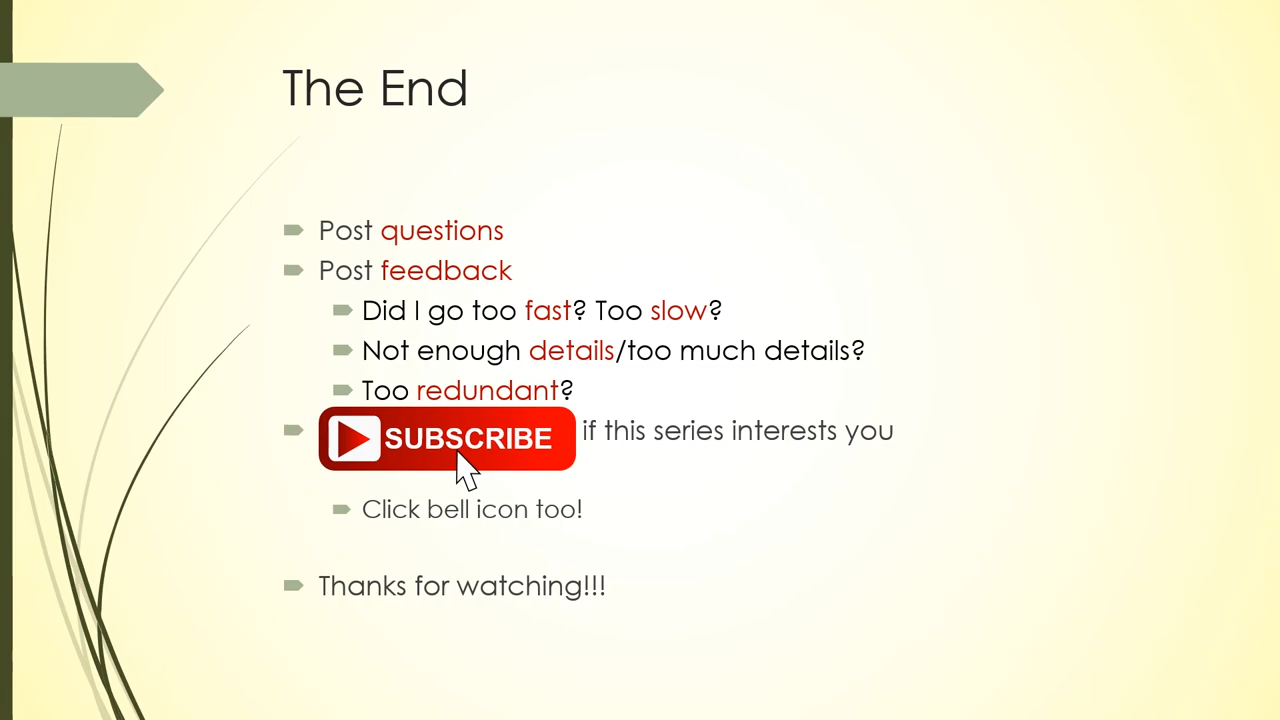 The End
Post questions
Post feedback
Did I go too fast? Too slow?
Not enough details/too much details?
Too redundant?
SUBSCRIBE if this series interests you
Click bell icon too!
Thanks for watching!!!